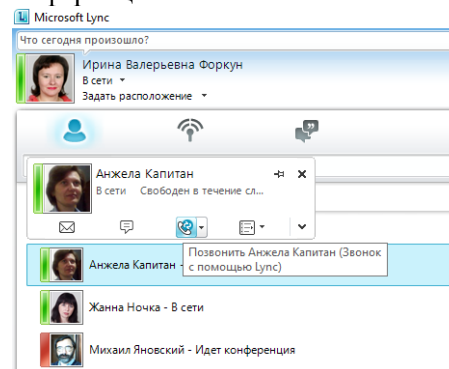 Microsoft Lync
Что сегодня произошло?
Ирина Валерьевна Форкун
В сети
Задать расположение
Анжела Капитан
В сети Свободен в течение сл...
Позвонить Анжела Капитан (Звонок
с помощью Lync)
Анжела Капитан -
Жанна Ночка - В сети
Михаил Яновский - Идет конференция